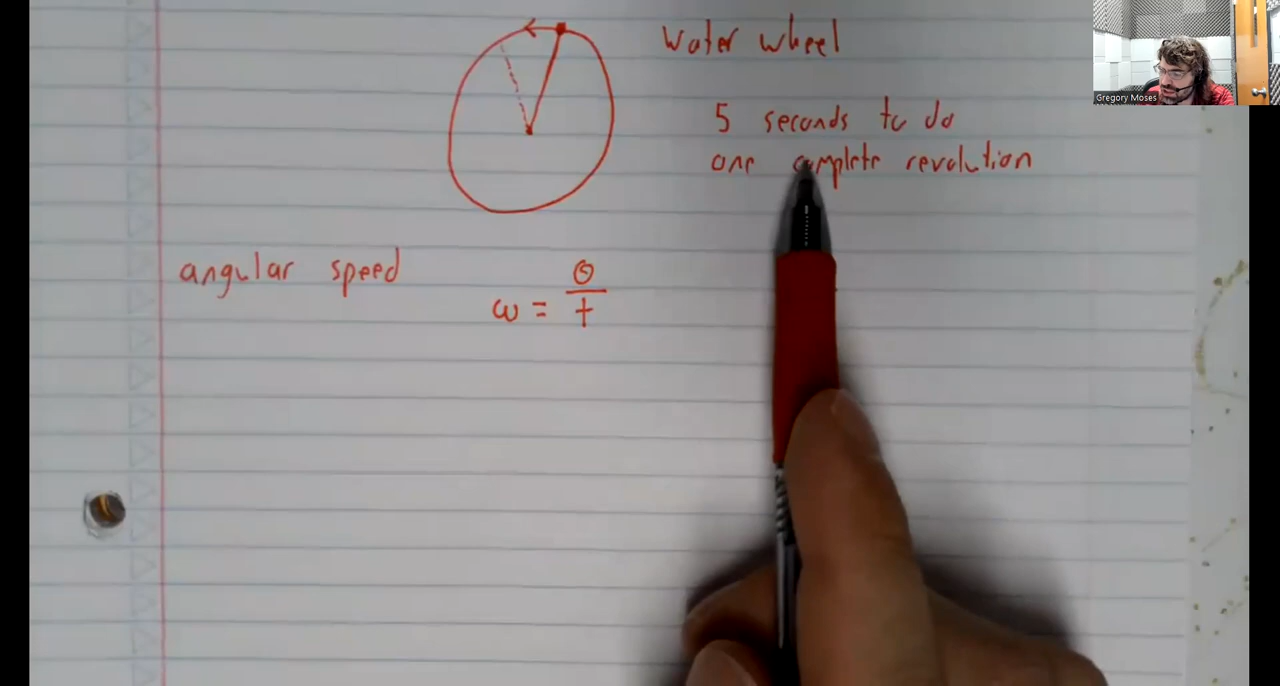 Water wheel
Gregory Moses
5 seconds to do
one complete revolution
angular speed
ω = θ / t